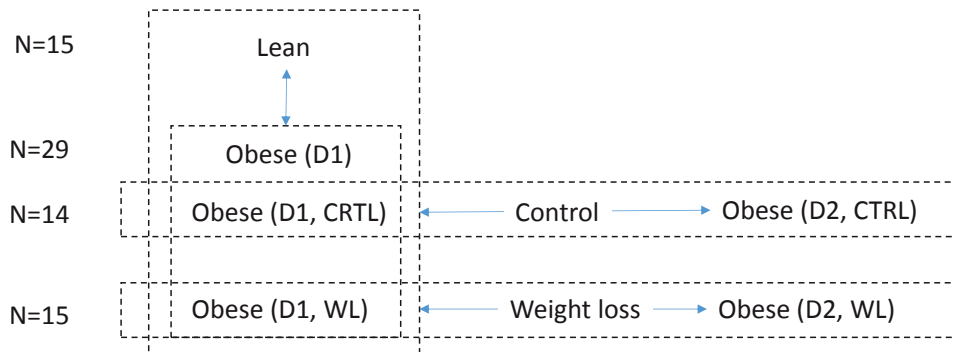 N=15 Lean
N=29 Obese (D1)
N=14 Obese (D1, CRTL) Control Obese (D2, CTRL)
N=15 Obese (D1, WL) Weight loss Obese (D2, WL)